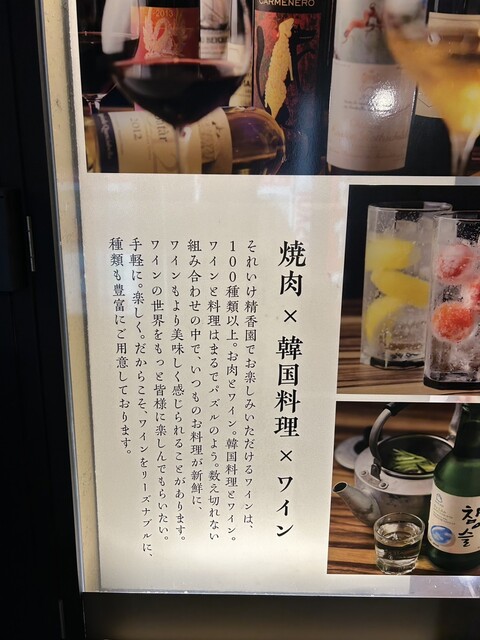 CARMENERO
2012
焼肉 × 韓国料理 × ワイン
それいけ精香園でお楽しみいただけるワインは、
100種類以上。お肉とワイン。韓国料理とワイン。
ワインと料理はまるでパズルのよう。数え切れない
組み合わせの中で、いつものお料理が新鮮に、
ワインもより美味しく感じられることがあります。
ワインの世界をもっと皆様に楽しんでもらいたい。
手軽に。楽しく。だからこそ、ワインをリーズナブルに、
種類も豊富にご用意しております。
참
슬